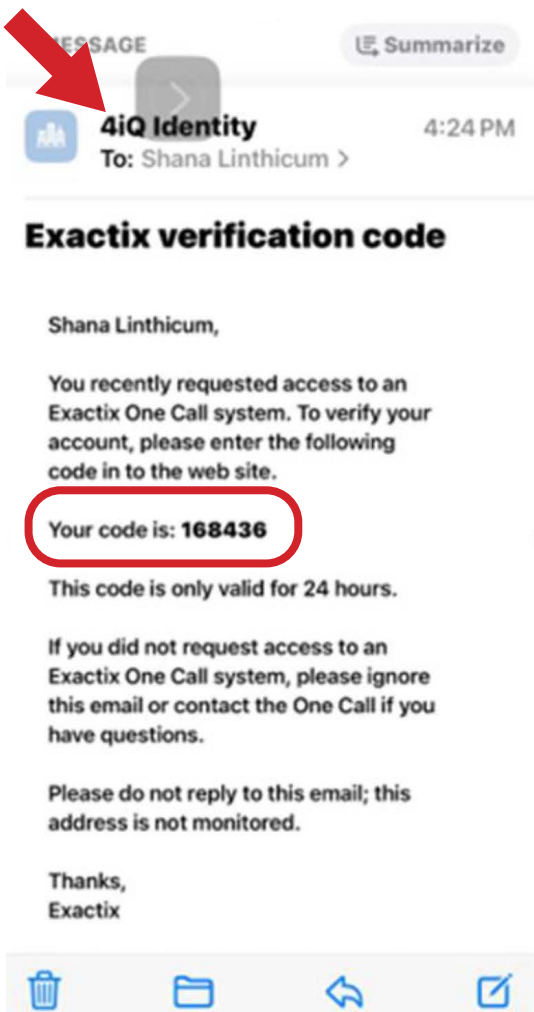 MESSAGE
Summarize
4iQ Identity
4:24 PM
To: Shana Linthicum >
Exactix verification code
Shana Linthicum,
You recently requested access to an
Exactix One Call system. To verify your
account, please enter the following
code in to the web site.
Your code is: 168436
This code is only valid for 24 hours.
If you did not request access to an
Exactix One Call system, please ignore
this email or contact the One Call if you
have questions.
Please do not reply to this email; this
address is not monitored.
Thanks,
Exactix